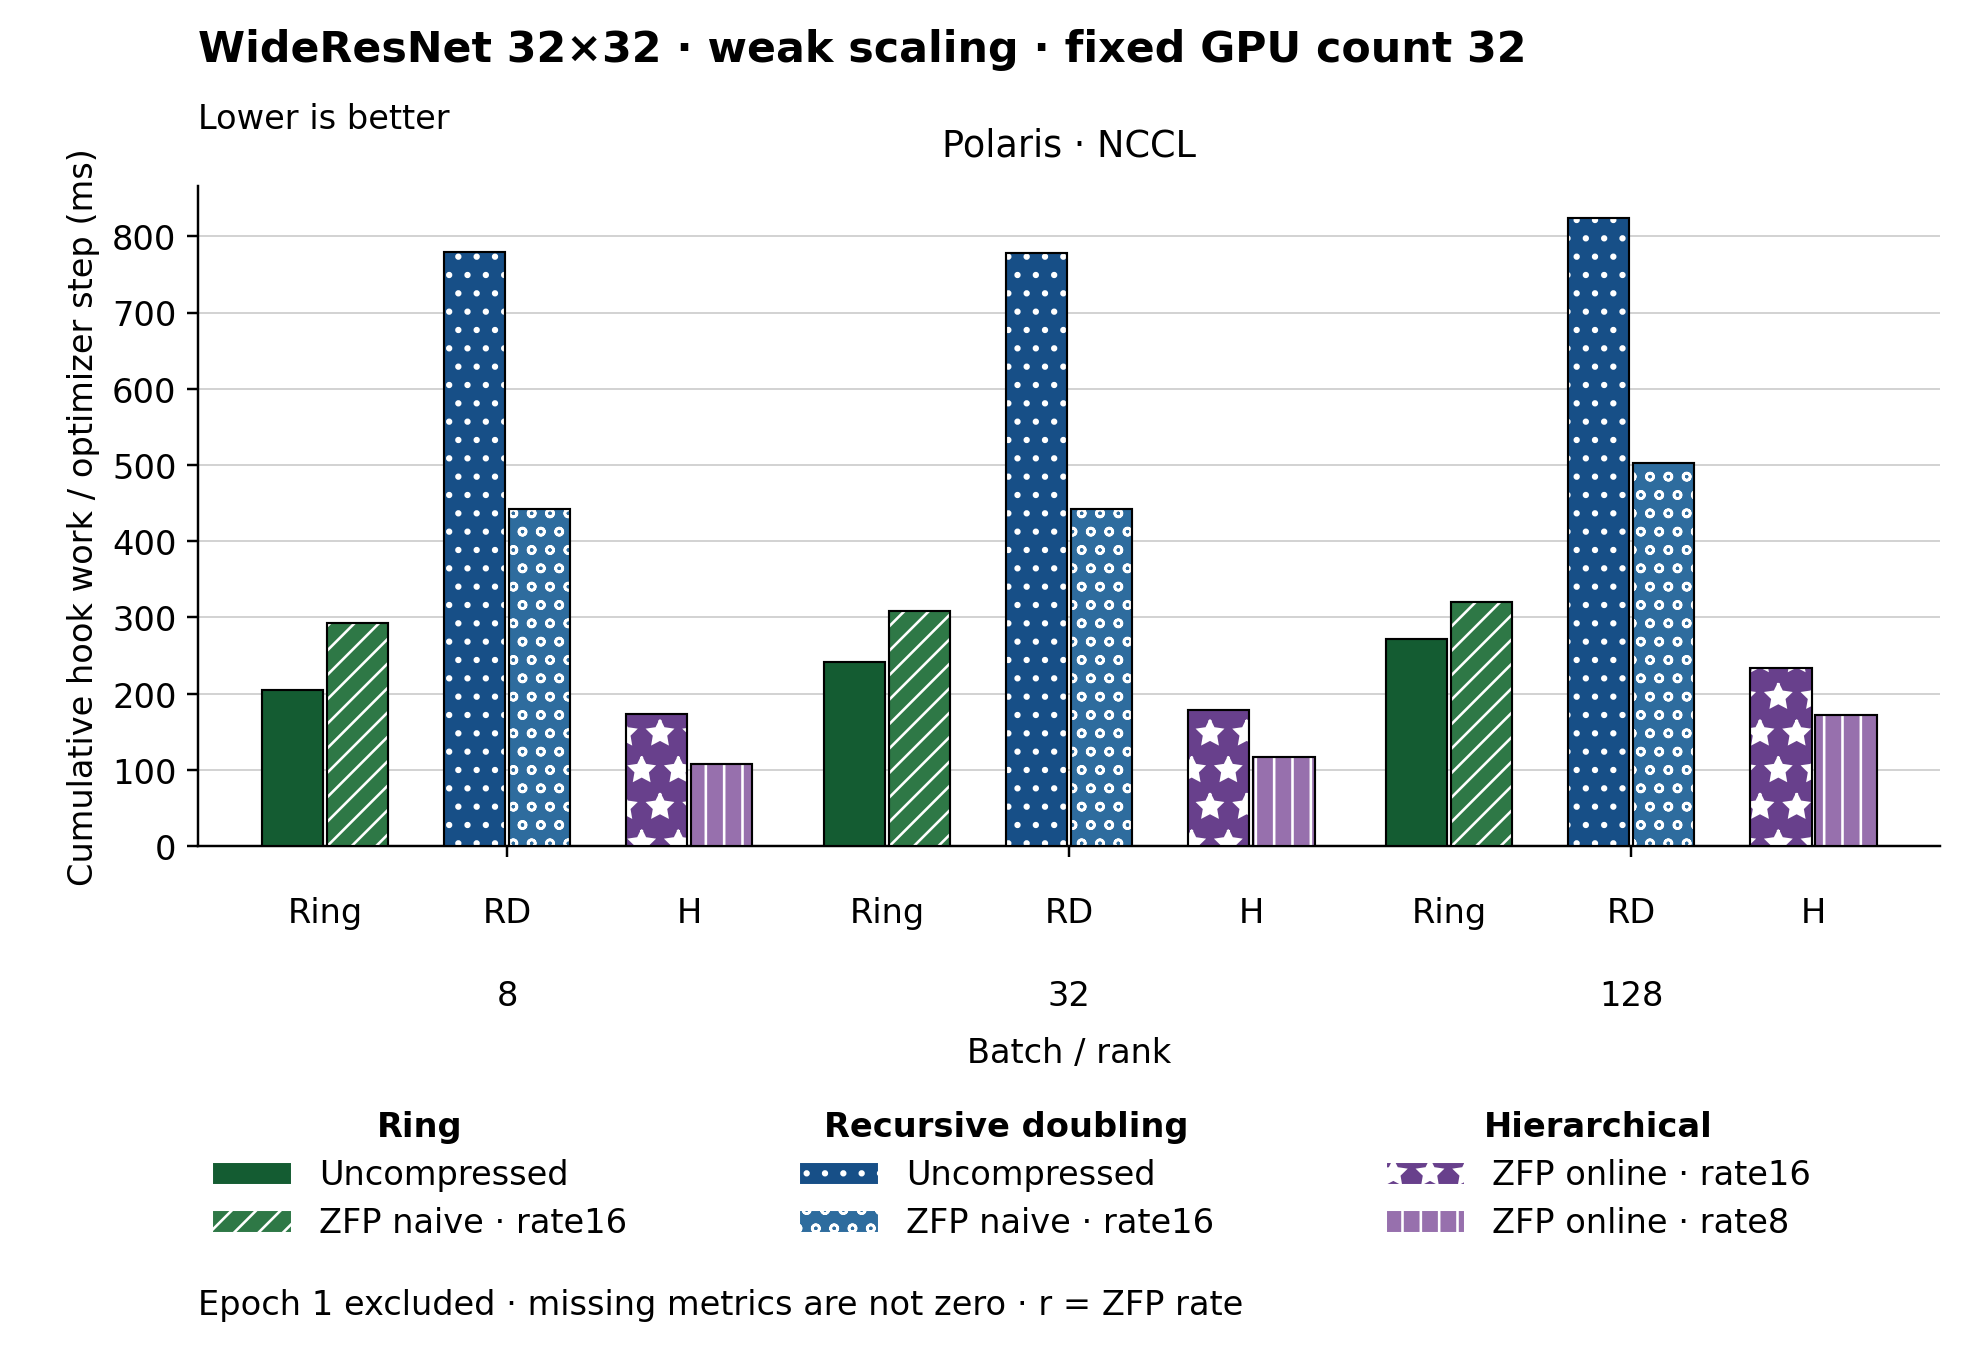 WideResNet 32×32 · weak scaling · fixed GPU count 32
Lower is better
Polaris · NCCL
Cumulative hook work / optimizer step (ms)
800
700
600
500
400
300
200
100
0
Ring RD H Ring RD H Ring RD H
8 32 128
Batch / rank
Ring Recursive doubling Hierarchical
Uncompressed Uncompressed ZFP online · rate16
ZFP naive · rate16 ZFP naive · rate16 ZFP online · rate8
Epoch 1 excluded · missing metrics are not zero · r = ZFP rate